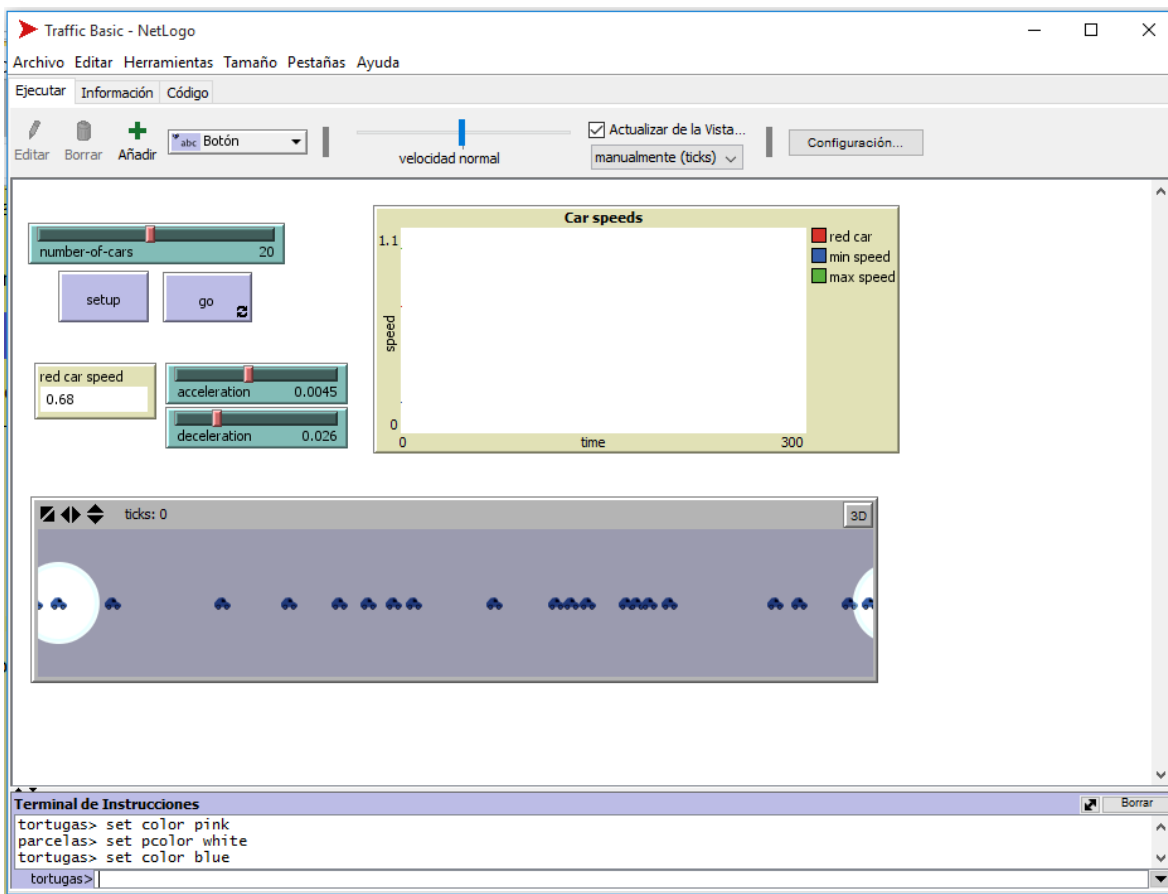 Traffic Basic - NetLogo
Archivo Editar Herramientas Tamaño Pestañas Ayuda
Ejecutar Información Código
Editar Borrar Añadir
abc Botón
velocidad normal
Actualizar de la Vista...
manualmente (ticks)
Configuración...
number-of-cars 20
setup go
red car speed
0.68
acceleration 0.0045
deceleration 0.026
Car speeds
1.1
speed
0
0 time 300
red car
min speed
max speed
ticks: 0
3D
Terminal de Instrucciones Borrar
tortugas> set color pink
parcelas> set pcolor white
tortugas> set color blue
tortugas>